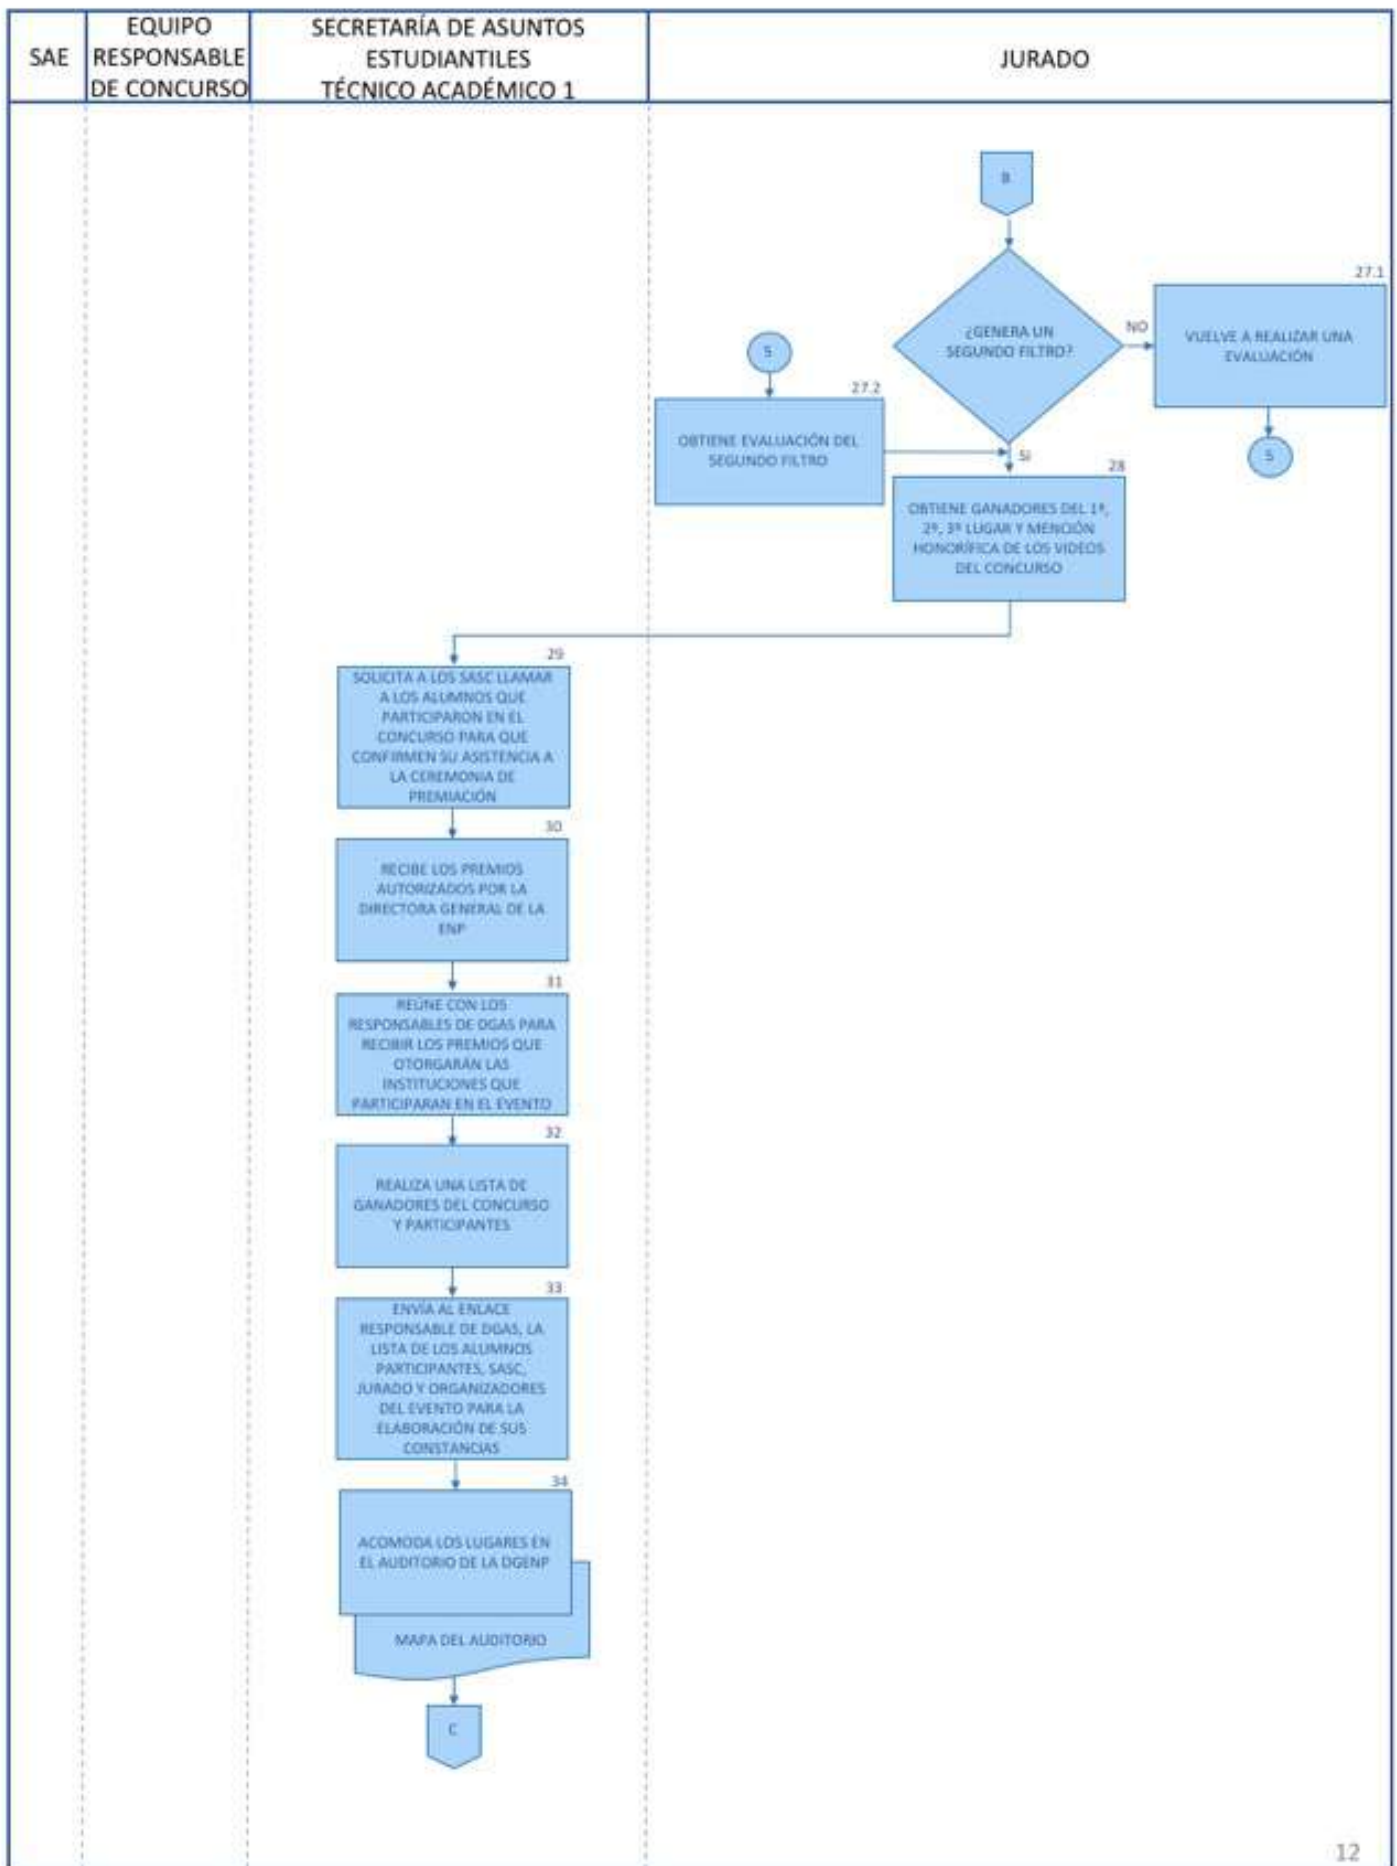 SAE
EQUIPO
RESPONSABLE
DE CONCURSO
SECRETARÍA DE ASUNTOS
ESTUDIANTILES
TÉCNICO ACADÉMICO 1
JURADO
B
¿GENERA UN
SEGUNDO FILTRO?
NO
27.1
VUELVE A REALIZAR UNA
EVALUACIÓN
5
5
27.2
OBTIENE EVALUACIÓN DEL
SEGUNDO FILTRO
SI
28
OBTIENE GANADORES DEL 1º,
2º, 3º LUGAR Y MENCIÓN
HONORÍFICA DE LOS VIDEOS
DEL CONCURSO
29
SOLICITA A LOS SASC LLAMAR
A LOS ALUMNOS QUE
PARTICIPARON EN EL
CONCURSO PARA QUE
CONFIRMEN SU ASISTENCIA A
LA CEREMONIA DE
PREMIACIÓN
30
RECIBE LOS PREMIOS
AUTORIZADOS POR LA
DIRECTORA GENERAL DE LA
ENP
31
REÚNE CON LOS
RESPONSABLES DE DGAS PARA
RECIBIR LOS PREMIOS QUE
OTORGARÁN LAS
INSTITUCIONES QUE
PARTICIPARAN EN EL EVENTO
32
REALIZA UNA LISTA DE
GANADORES DEL CONCURSO
Y PARTICIPANTES
33
ENVÍA AL ENLACE
RESPONSABLE DE DGAS, LA
LISTA DE LOS ALUMNOS
PARTICIPANTES, SASC,
JURADO Y ORGANIZADORES
DEL EVENTO PARA LA
ELABORACIÓN DE SUS
CONSTANCIAS
34
ACOMODA LOS LUGARES EN
EL AUDITORIO DE LA DGENP
MAPA DEL AUDITORIO
C
12